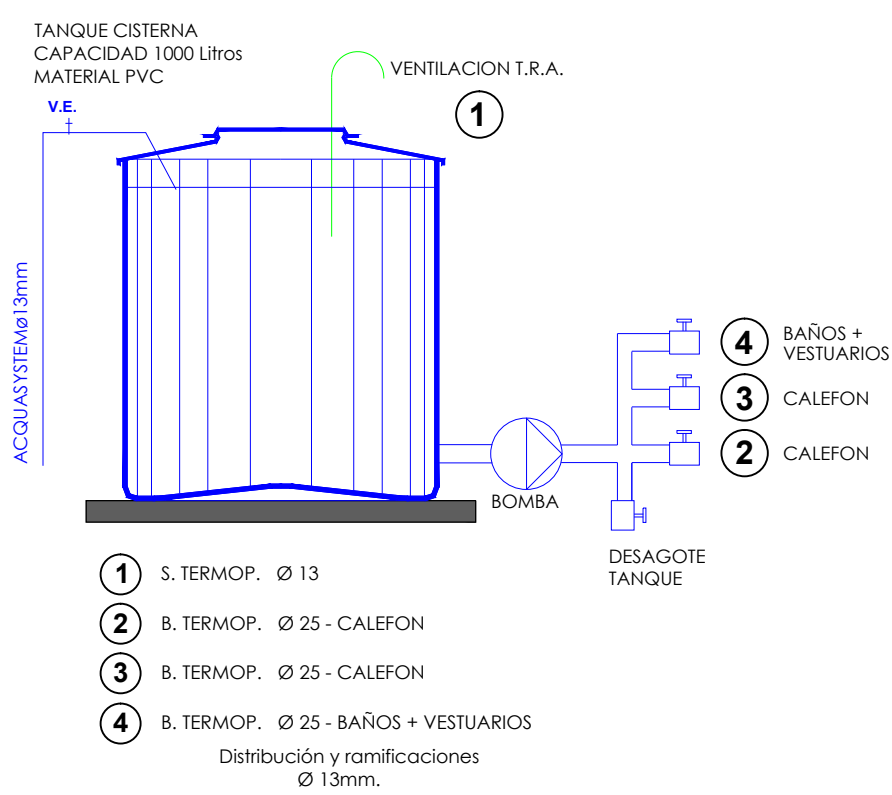 TANQUE CISTERNA
CAPACIDAD 1000 Litros
MATERIAL PVC
V.E.
VENTILACION T.R.A.
1
ACQUASYSTEMø13mm
4
BAÑOS +
VESTUARIOS
3
CALEFON
2
CALEFON
BOMBA
DESAGOTE
TANQUE
1 S. TERMOP. Ø 13
2 B. TERMOP. Ø 25 - CALEFON
3 B. TERMOP. Ø 25 - CALEFON
4 B. TERMOP. Ø 25 - BAÑOS + VESTUARIOS
Distribución y ramificaciones
Ø 13mm.